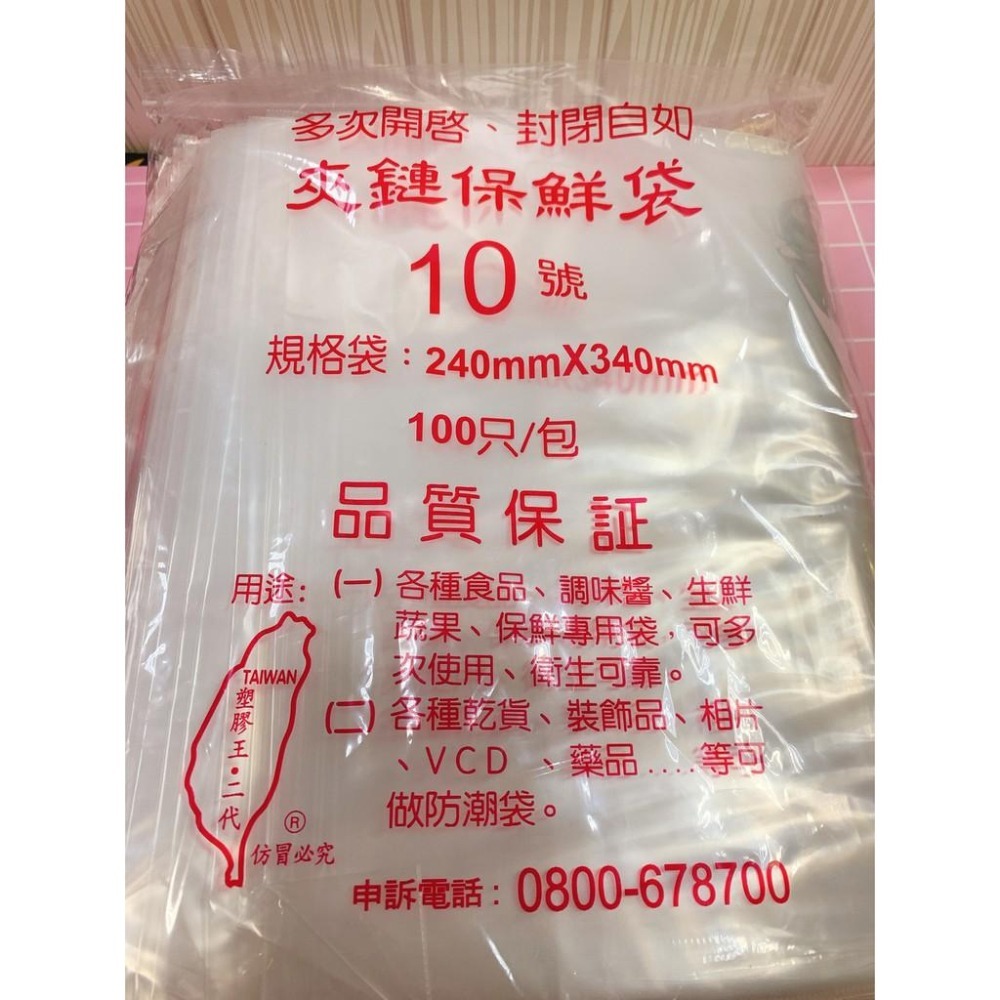 多次開啓、封閉自如
夾鏈保鮮袋
10號
規格袋：240mmX340mm
100只/包
品質保証
用途：(一) 各種食品、調味醬、生鮮
蔬果、保鮮專用袋，可多
次使用、衛生可靠。
(二) 各種乾貨、裝飾品、相片
、VCD 、藥品....等可
做防潮袋。
TAIWAN
塑膠王・二代
®
仿冒必究
申訴電話：0800-678700